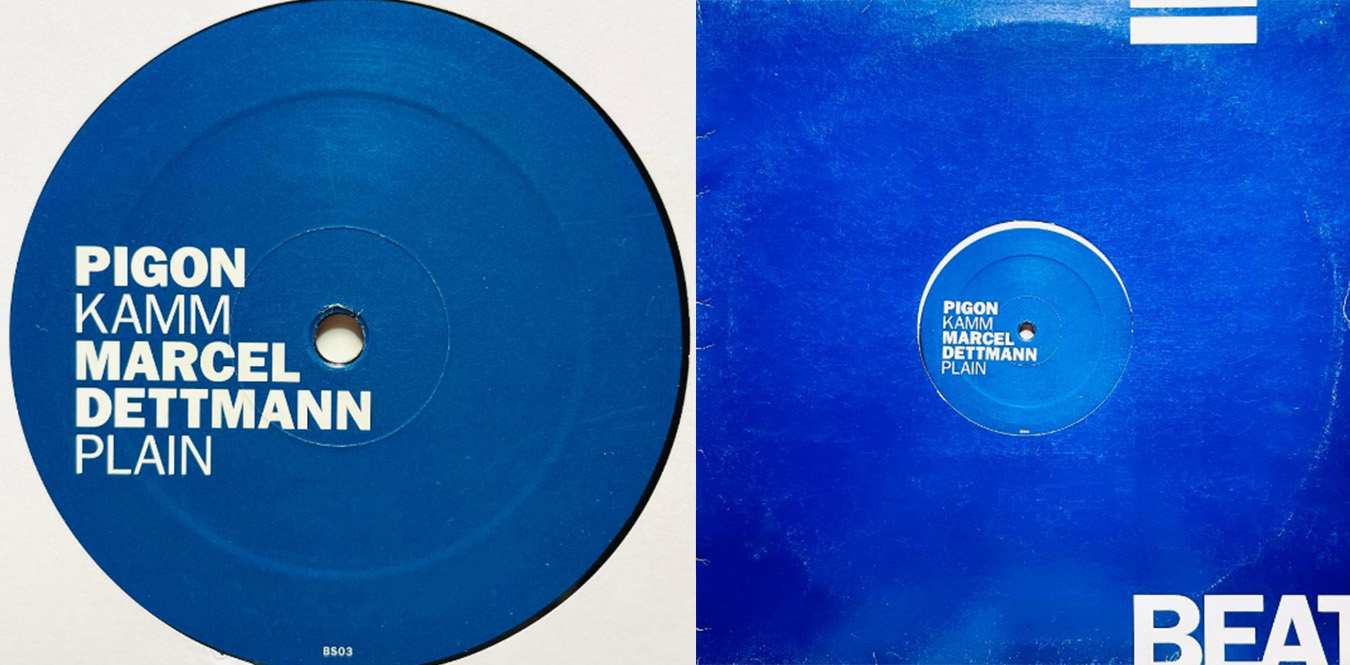 PIGON
KAMM
MARCEL
DETTMANN
PLAIN
BS03
PIGON
KAMM
MARCEL
DETTMANN
PLAIN
BEAT